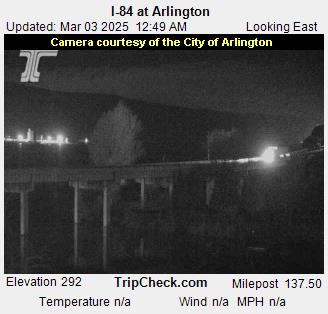 I-84 at Arlington
Updated: Mar 03 2025 12:49 AM Looking East
Camera courtesy of the City of Arlington
Elevation 292 TripCheck.com Milepost 137.50
Temperature n/a Wind n/a MPH n/a